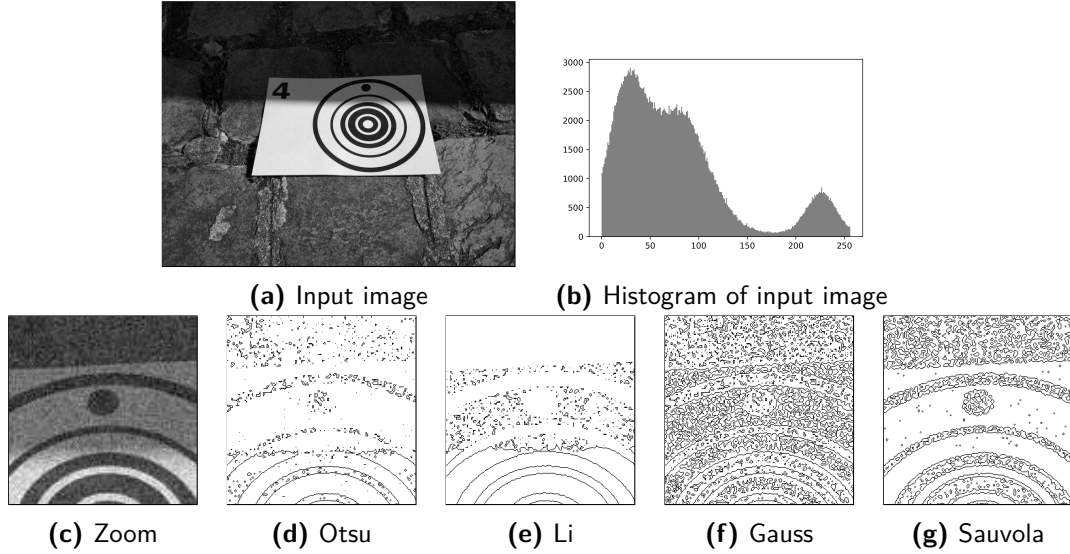 4
3000
2500
2000
1500
1000
500
0
0 50 100 150 200 250
(a) Input image
(b) Histogram of input image
(c) Zoom
(d) Otsu
(e) Li
(f) Gauss
(g) Sauvola